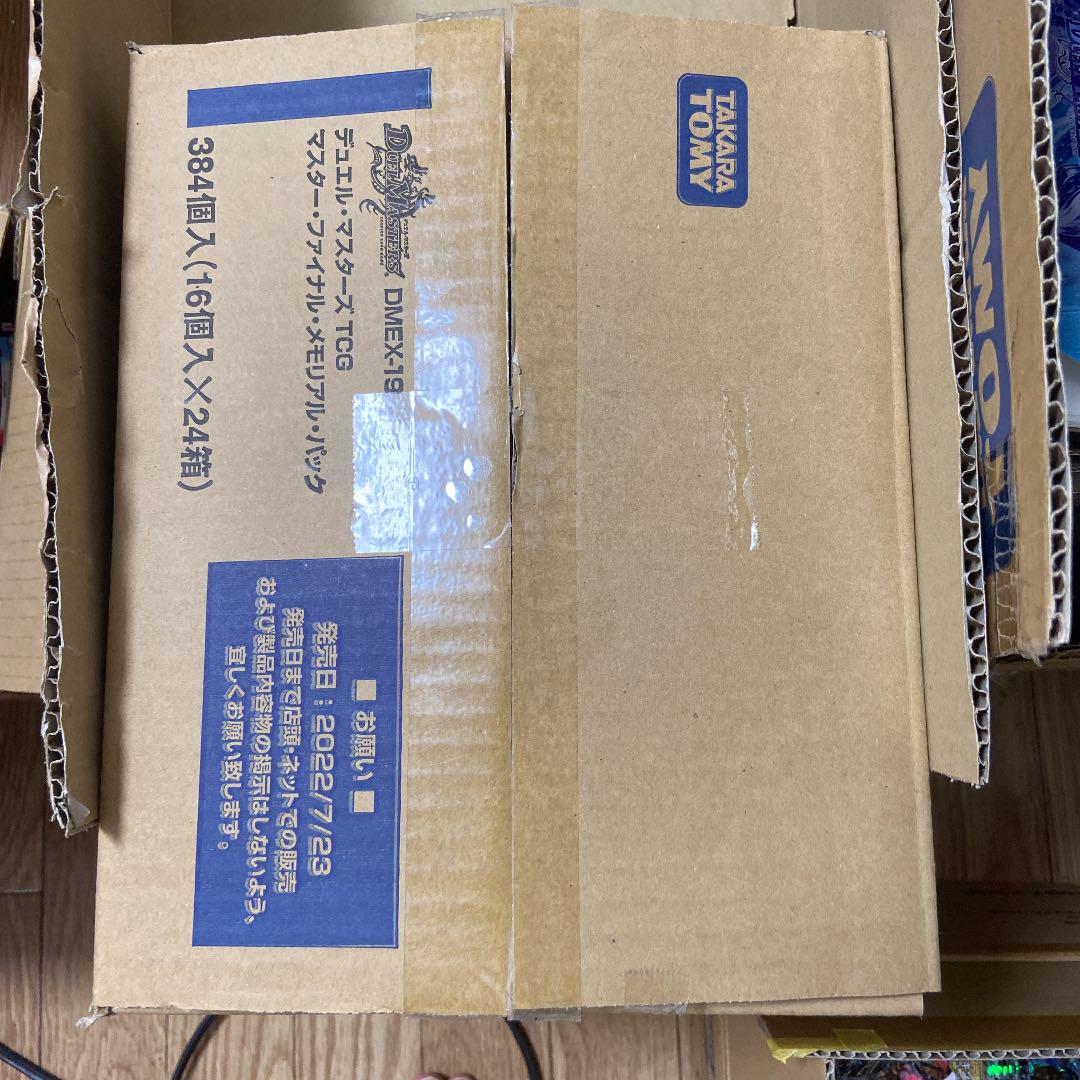 TAKARA
TOMY
DUEL MASTERS
DMEX-19
デュエル・マスターズ TCG
マスター・ファイナル・メモリアル・パック
384個入(16個入×24箱)
■ お願い ■
発売日：2022/7/23
発売日まで店頭・ネットでの販売
および製品内容物の掲示はしないよう、
宜しくお願い致します。